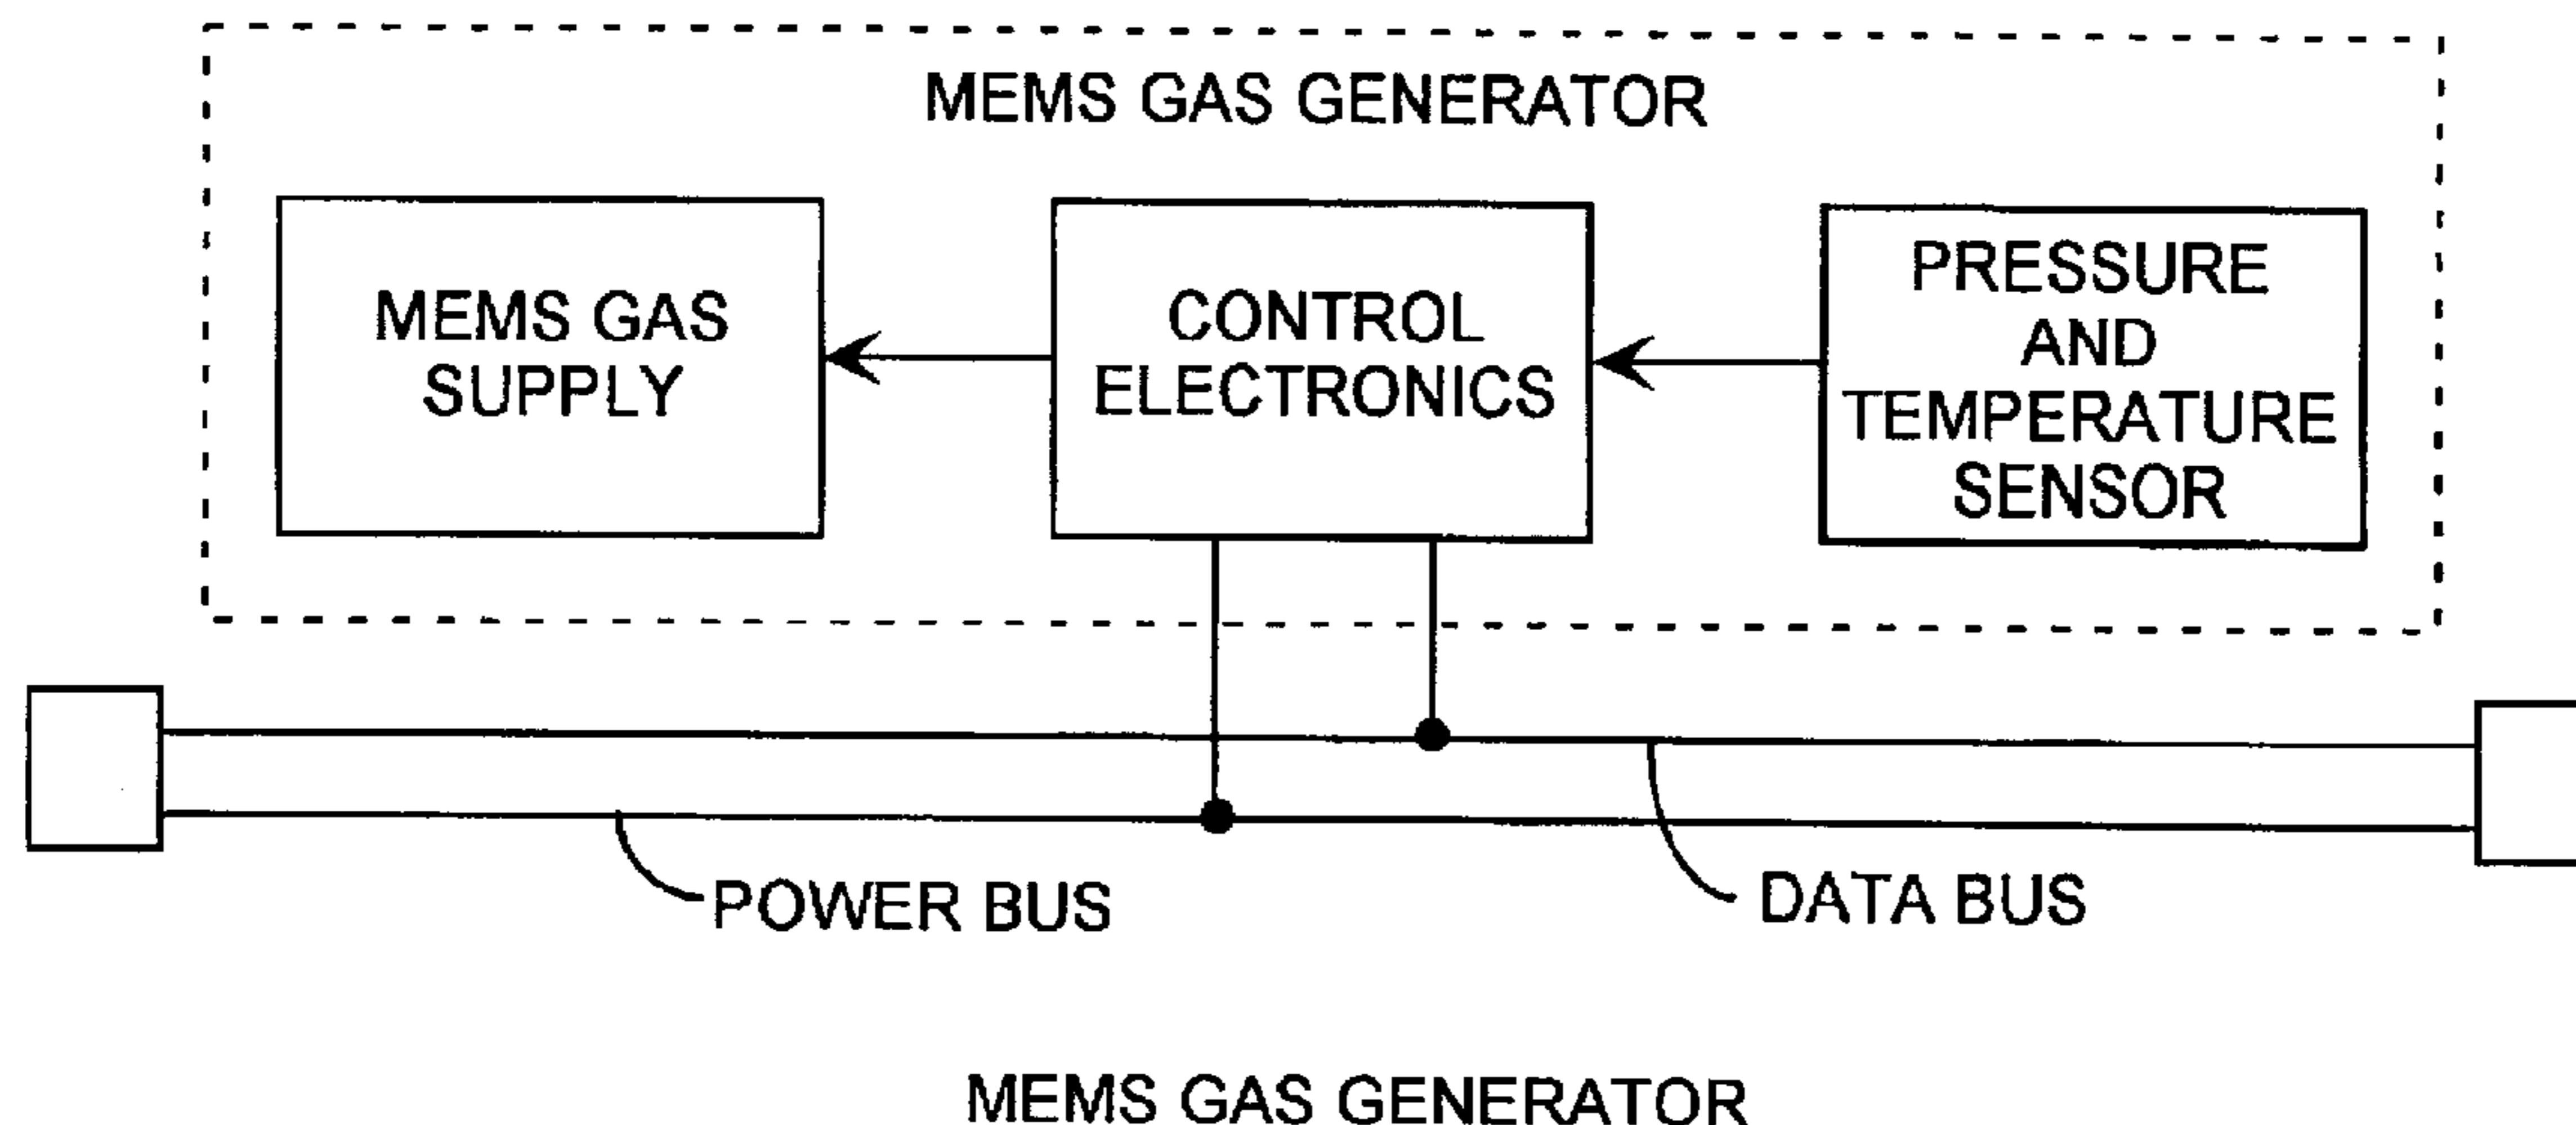 MEMS GAS GENERATOR
MEMS GAS
SUPPLY
CONTROL
ELECTRONICS
PRESSURE
AND
TEMPERATURE
SENSOR
POWER BUS
DATA BUS
MEMS GAS GENERATOR